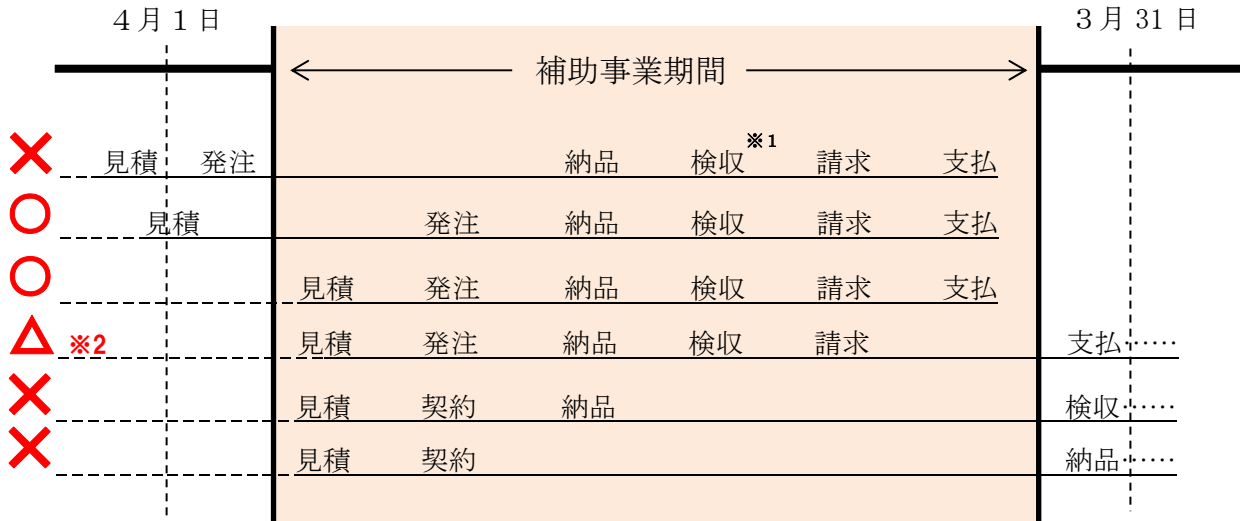 ４月１日 ３月 31 日
補助事業期間
見積 発注 納品 検収※１ 請求 支払
見積 発注 納品 検収 請求 支払
見積 発注 納品 検収 請求 支払
※2 見積 発注 納品 検収 請求 支払……
見積 契約 納品 検収……
見積 契約 納品……